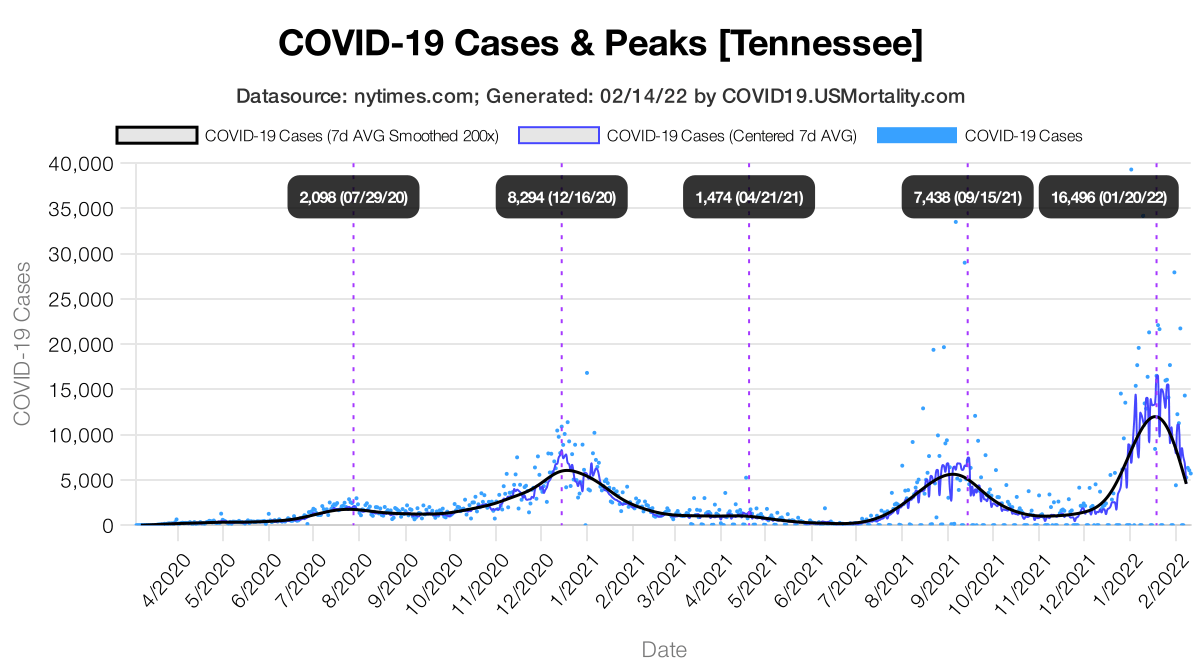 COVID-19 Cases & Peaks [Tennessee]
Datasource: nytimes.com; Generated: 02/14/22 by COVID19.USMortality.com
COVID-19 Cases (7d AVG Smoothed 200x) COVID-19 Cases (Centered 7d AVG) COVID-19 Cases
40,000
2,098 (07/29/20) 8,294 (12/16/20) 1,474 (04/21/21) 7,438 (09/15/21) 16,496 (01/20/22)
35,000
30,000
25,000
20,000
15,000
10,000
5,000
0
COVID-19 Cases
4/2020 5/2020 6/2020 7/2020 8/2020 9/2020 10/2020 11/2020 12/2020 1/2021 2/2021 3/2021 4/2021 5/2021 6/2021 7/2021 8/2021 9/2021 10/2021 11/2021 12/2021 1/2022 2/2022
Date